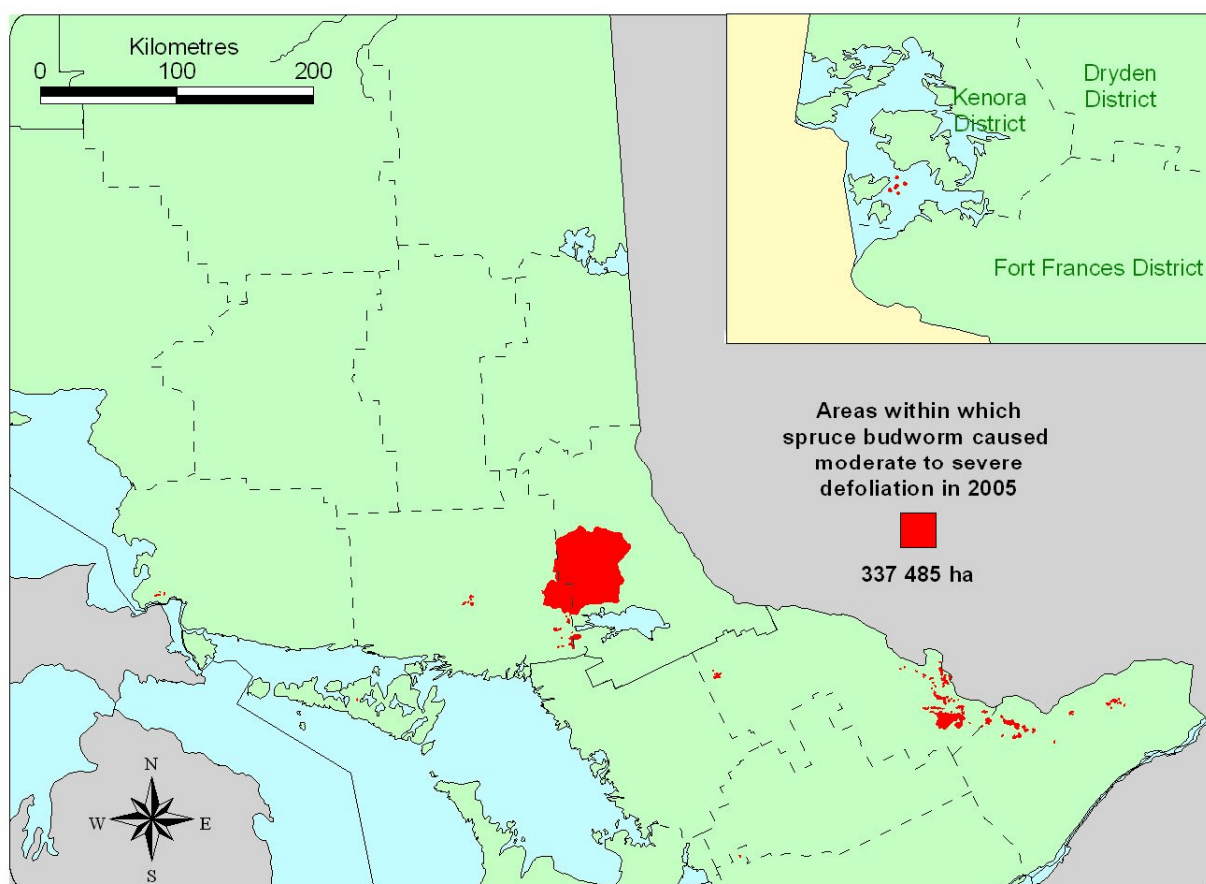 Kilometres
0 100 200
Kenora
District
Dryden
District
Fort Frances District
Areas within which
spruce budworm caused
moderate to severe
defoliation in 2005
337 485 ha
N
W E
S